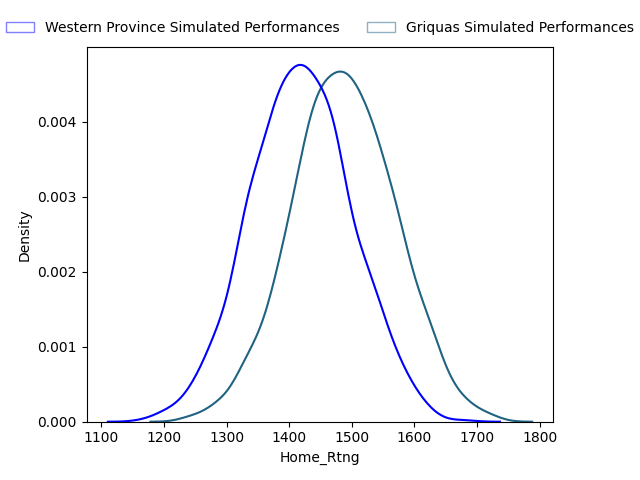 Western Province Simulated Performances Griquas Simulated Performances
0.004
0.003
0.002
0.001
0.000
Density
1100 1200 1300 1400 1500 1600 1700 1800
Home_Rtng